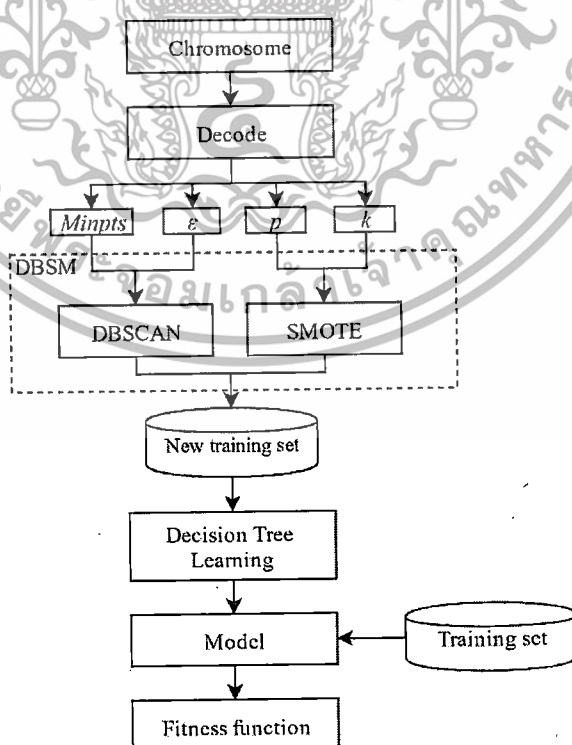 Chromosome
Decode
Minpts
ε
p
k
DBSM
DBSCAN
SMOTE
New training set
Decision Tree
Learning
Model
Training set
Fitness function